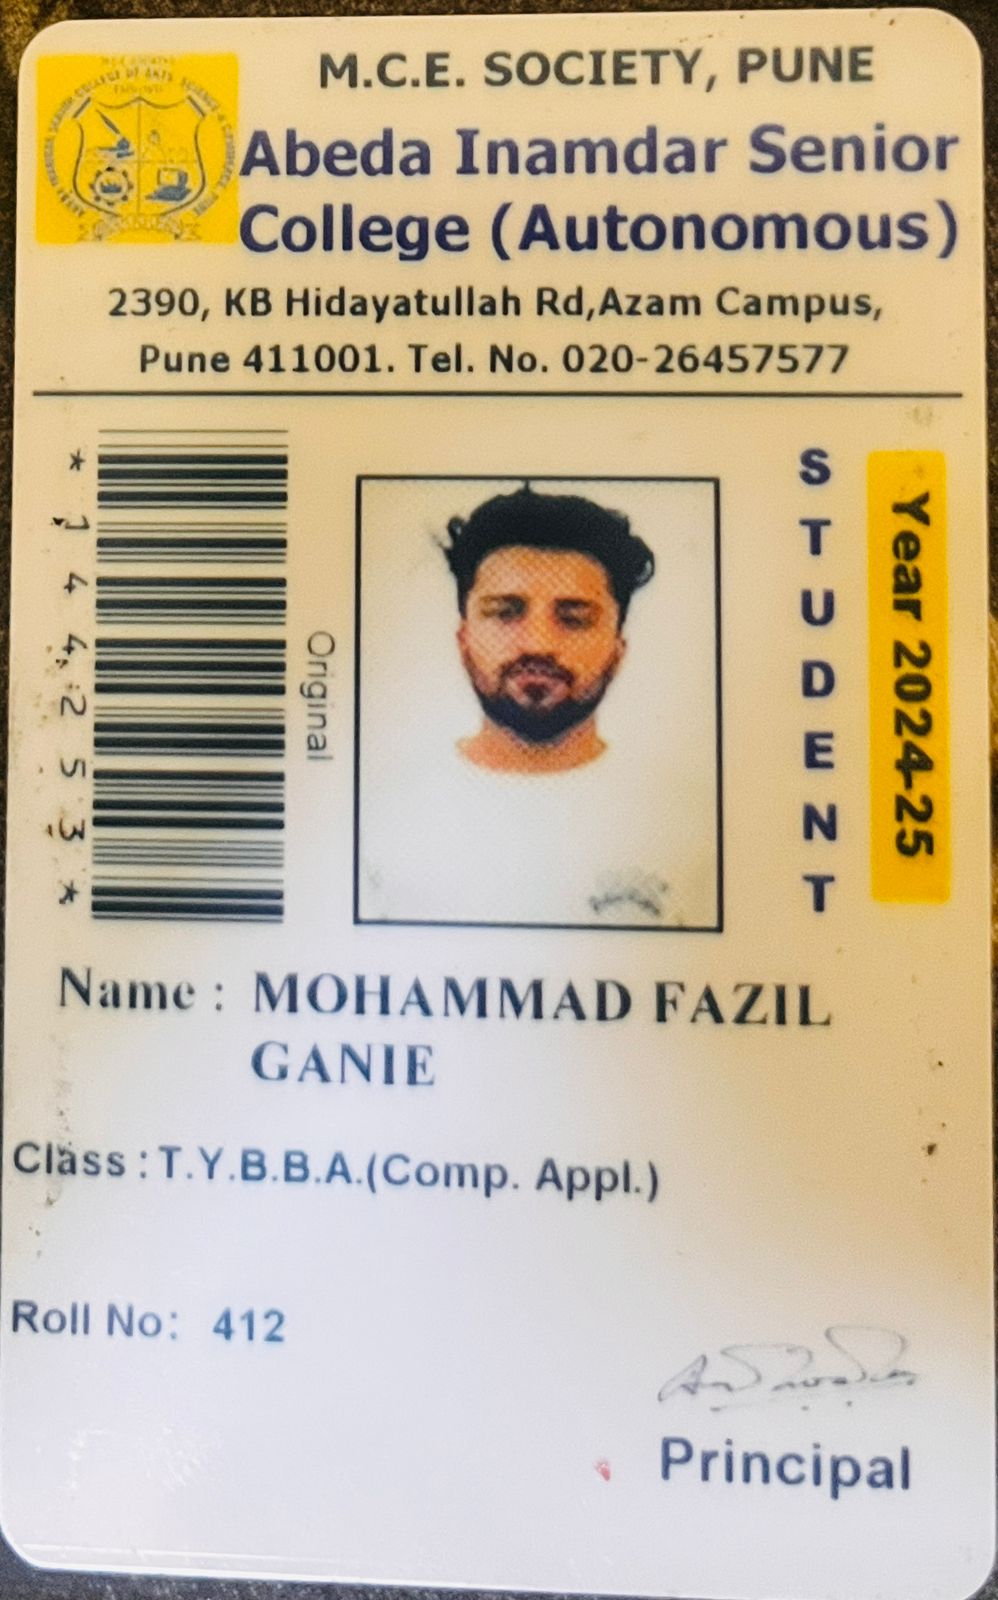 M.C.E. SOCIETY, PUNE
Abeda Inamdar Senior
College (Autonomous)
2390, KB Hidayatullah Rd,Azam Campus,
Pune 411001. Tel. No. 020-26457577
*1444253*
Original
STUDENT
Year 2024-25
Name : MOHAMMAD FAZIL
GANIE
Class : T.Y.B.B.A.(Comp. Appl.)
Roll No: 412
Principal